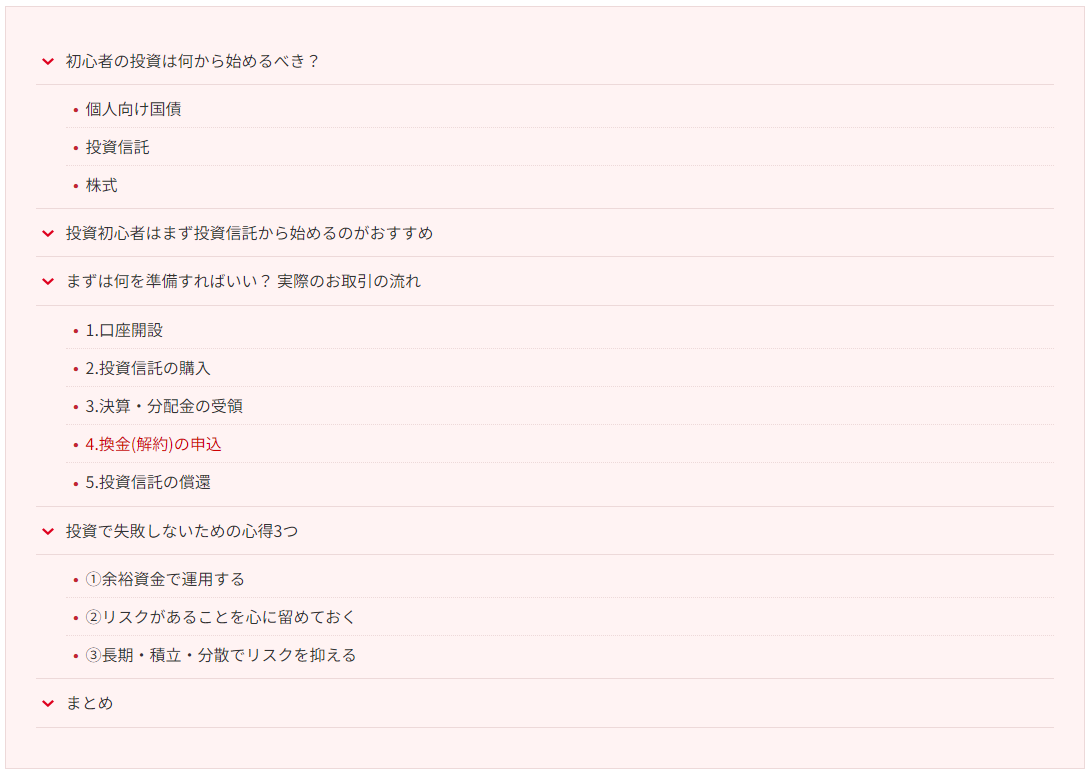 初心者の投資は何から始めるべき？
• 個人向け国債
• 投資信託
• 株式
投資初心者はまず投資信託から始めるのがおすすめ
まずは何を準備すればいい？ 実際のお取引の流れ
• 1.口座開設
• 2.投資信託の購入
• 3.決算・分配金の受領
• 4.換金(解約)の申込
• 5.投資信託の償還
投資で失敗しないための心得3つ
• ①余裕資金で運用する
• ②リスクがあることを心に留めておく
• ③長期・積立・分散でリスクを抑える
まとめ